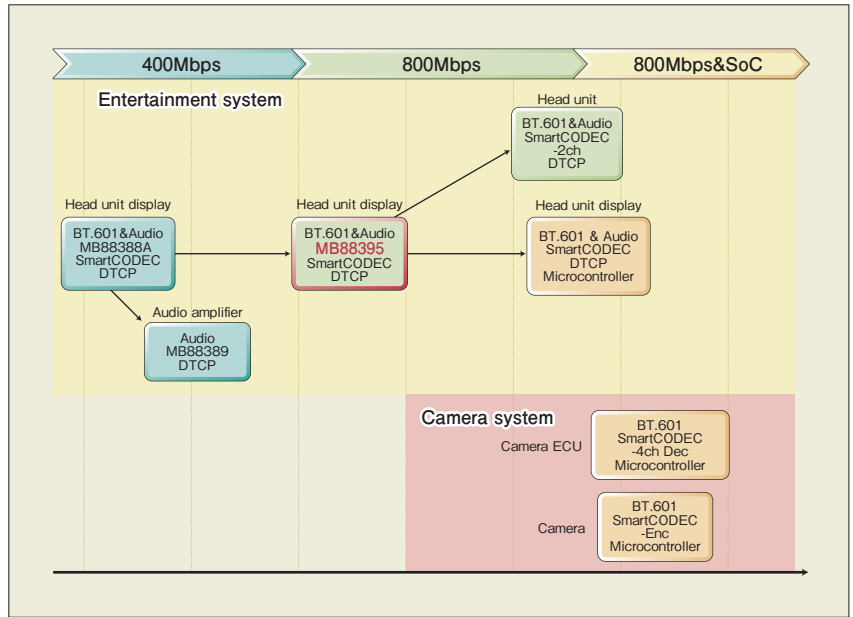 400Mbps
800Mbps
800Mbps&SoC
Entertainment system
Head unit
BT.601&Audio
SmartCODEC
-2ch
DTCP
Head unit display
BT.601&Audio
MB88388A
SmartCODEC
DTCP
Head unit display
BT.601&Audio
MB88395
SmartCODEC
DTCP
Head unit display
BT.601 & Audio
SmartCODEC
DTCP
Microcontroller
Audio amplifier
Audio
MB88389
DTCP
Camera system
Camera ECU
BT.601
SmartCODEC
-4ch Dec
Microcontroller
Camera
BT.601
SmartCODEC
-Enc
Microcontroller